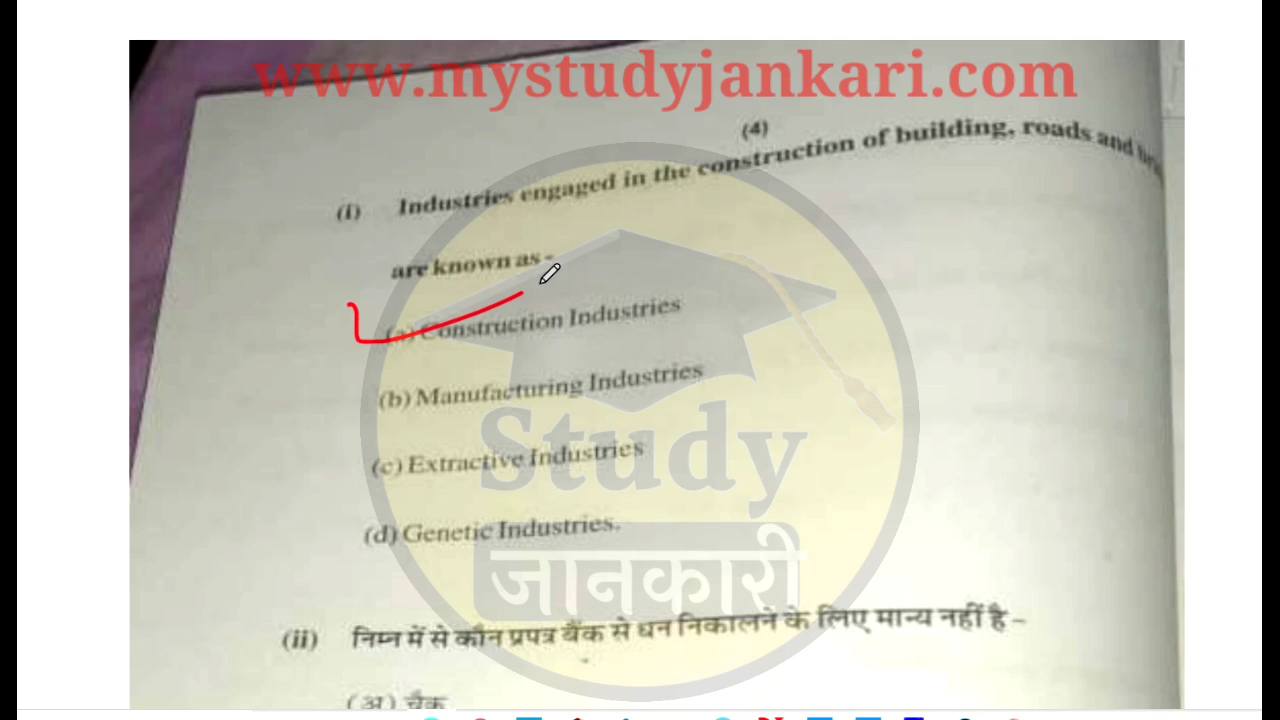 www.mystudyjankari.com
(4)
(i) Industries engaged in the construction of building, roads and
are known as -
(a) Construction Industries
(b) Manufacturing Industries
(c) Extractive Industries
(d) Genetic Industries.
Study
जानकारी
(ii) निम्न में से कौन प्रपत्र बैंक से धन निकालने के लिए मान्य नहीं है –
(अ) चैक